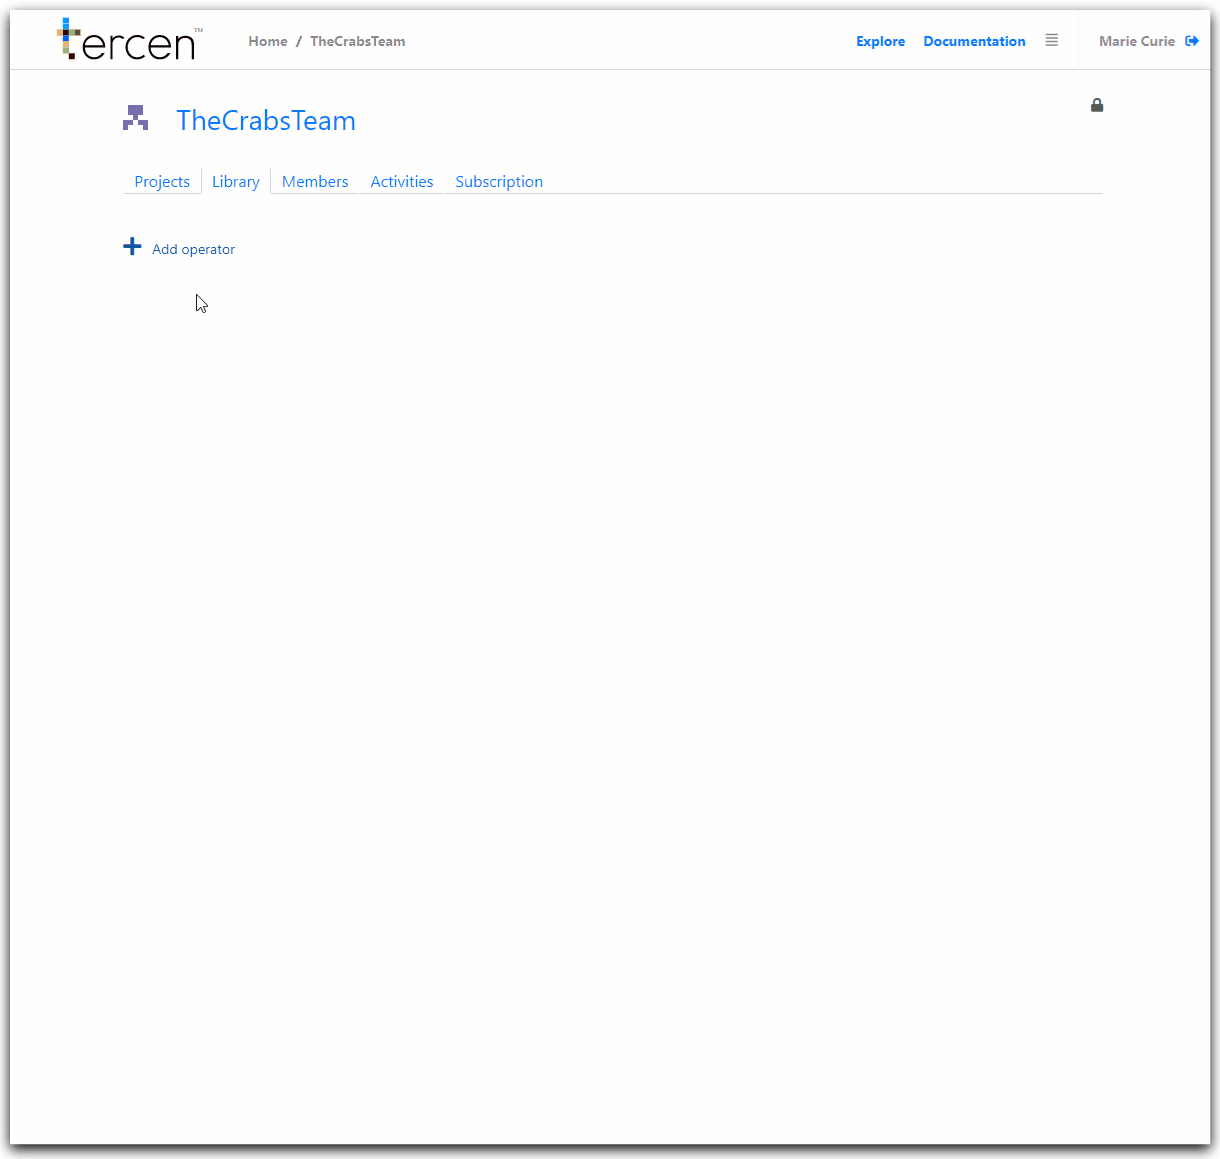 tercen™ Home / TheCrabsTeam Explore Documentation Marie Curie
TheCrabsTeam
Projects Library Members Activities Subscription
Add operator